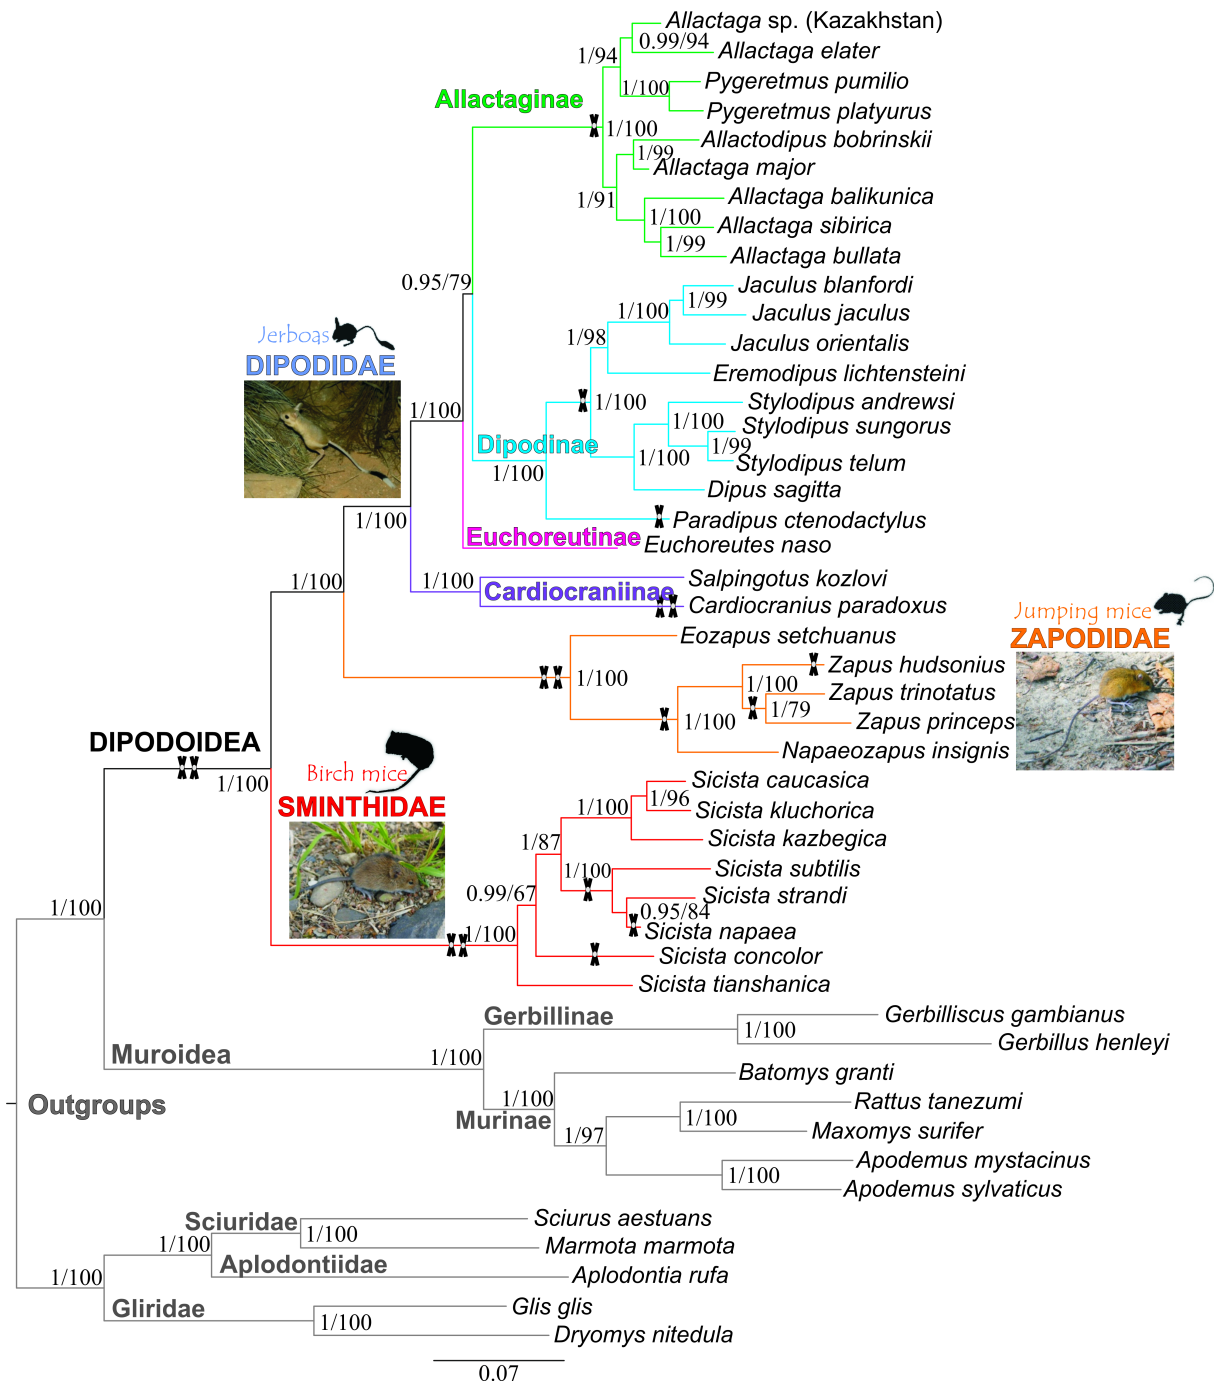 Allactaga sp. (Kazakhstan)
0.99/94
Allactaga elater
1/94
Pygeretmus pumilio
1/100
Allactaginae
Pygeretmus platyurus
1/100
Allactodipus bobrinskii
1/99
Allactaga major
1/91
Allactaga balikunica
1/100
Allactaga sibirica
1/99
Allactaga bullata
0.95/79
Jaculus blanfordi
1/99
1/100
Jaculus jaculus
Jerboas
DIPODIDAE
1/98
Jaculus orientalis
Eremodipus lichtensteini
1/100
Stylodipus andrewsi
1/100
1/100
Stylodipus sungorus
Dipodinae
1/99
1/100
Stylodipus telum
1/100
Dipus sagitta
1/100
Paradipus ctenodactylus
Euchoreutinae
Euchoreutes naso
1/100
1/100
Salpingotus kozlovi
Cardiocraniinae
Cardiocranius paradoxus
Jumping mice
ZAPODIDAE
Eozapus setchuanus
1/100
Zapus hudsonius
1/100
Zapus trinotatus
1/79
1/100
Zapus princeps
DIPODOIDEA
Napaeozapus insignis
1/100
Birch mice
SMINTHIDAE
Sicista caucasica
1/96
1/100
Sicista kluchorica
1/87
Sicista kazbegica
1/100
Sicista subtilis
0.99/67
Sicista strandi
0.95/84
1/100
1/100
Sicista napaea
Sicista concolor
Sicista tianshanica
Gerbillinae
Gerbilliscus gambianus
1/100
Gerbillus henleyi
Muroidea
1/100
Batomys granti
1/100
Outgroups
Rattus tanezumi
1/100
Murinae
Maxomys surifer
1/97
Apodemus mystacinus
1/100
Apodemus sylvaticus
Sciuridae
Sciurus aestuans
1/100
1/100
Marmota marmota
Aplodontiidae
1/100
Aplodontia rufa
Gliridae
Glis glis
1/100
Dryomys nitedula
0.07